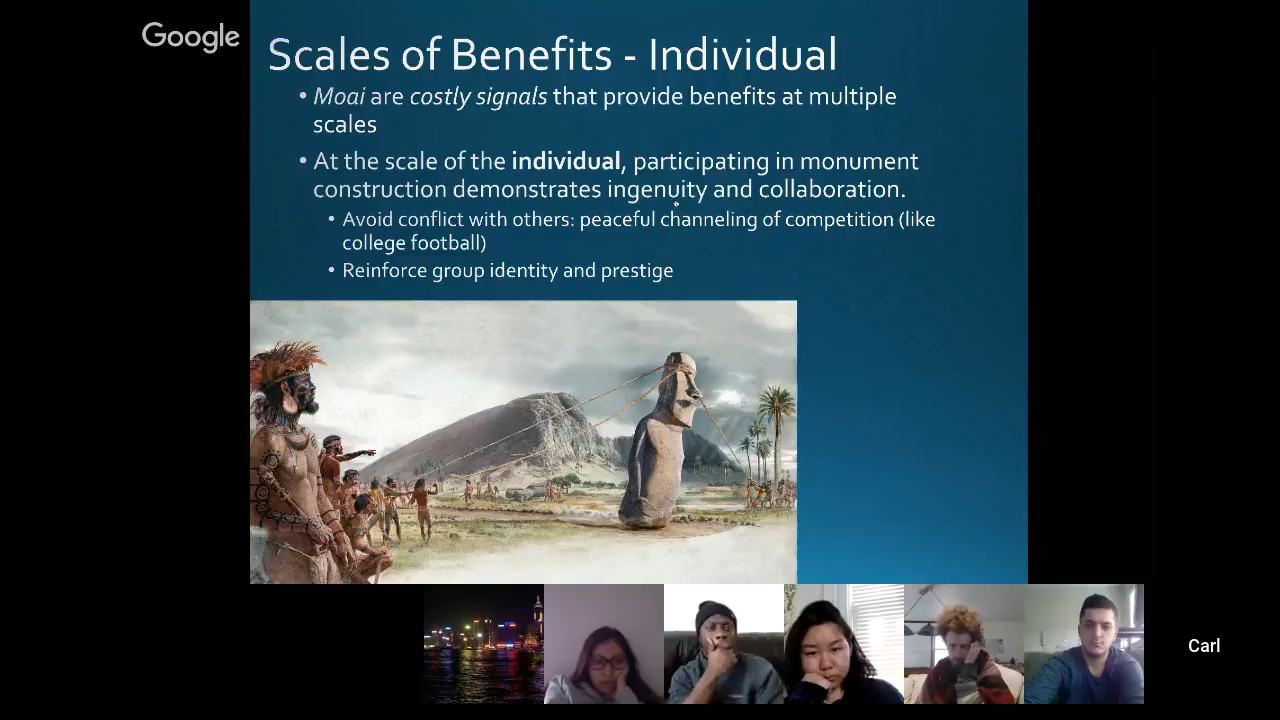 Google
Scales of Benefits - Individual
• Moai are costly signals that provide benefits at multiple
scales
• At the scale of the individual, participating in monument
construction demonstrates ingenuity and collaboration.
• Avoid conflict with others: peaceful channeling of competition (like
college football)
• Reinforce group identity and prestige
Carl